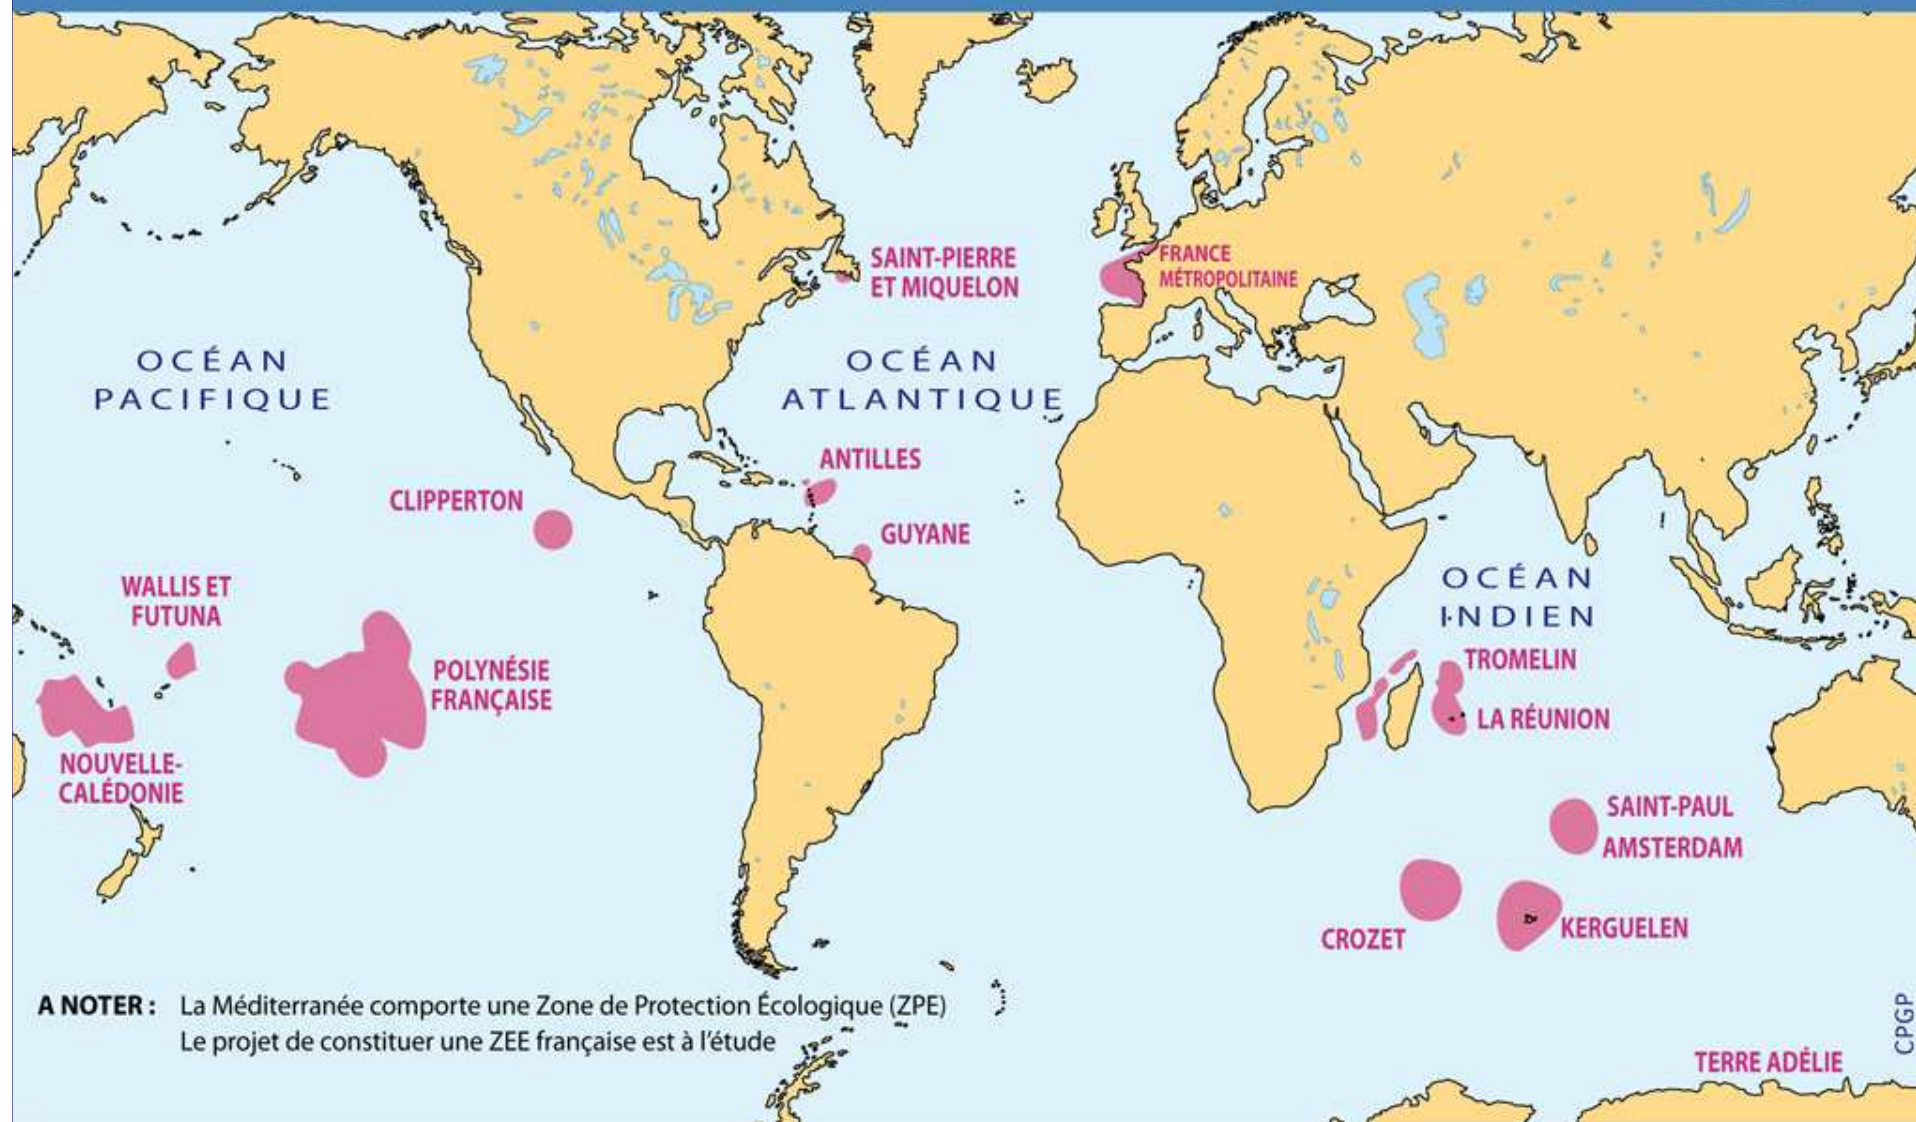 SAINT-PIERRE
ET MIQUELON
FRANCE
MÉTROPOLITAINE
OCÉAN
PACIFIQUE
OCÉAN
ATLANTIQUE
ANTILLES
CLIPPERTON
GUYANE
WALLIS ET
FUTUNA
OCÉAN
INDIEN
POLYNÉSIE
FRANÇAISE
TROMELIN
LA RÉUNION
NOUVELLE-
CALÉDONIE
SAINT-PAUL
AMSTERDAM
CROZET
KERGUELEN
A NOTER : La Méditerranée comporte une Zone de Protection Écologique (ZPE)
Le projet de constituer une ZEE française est à l'étude
TERRE ADÉLIE
CPGP